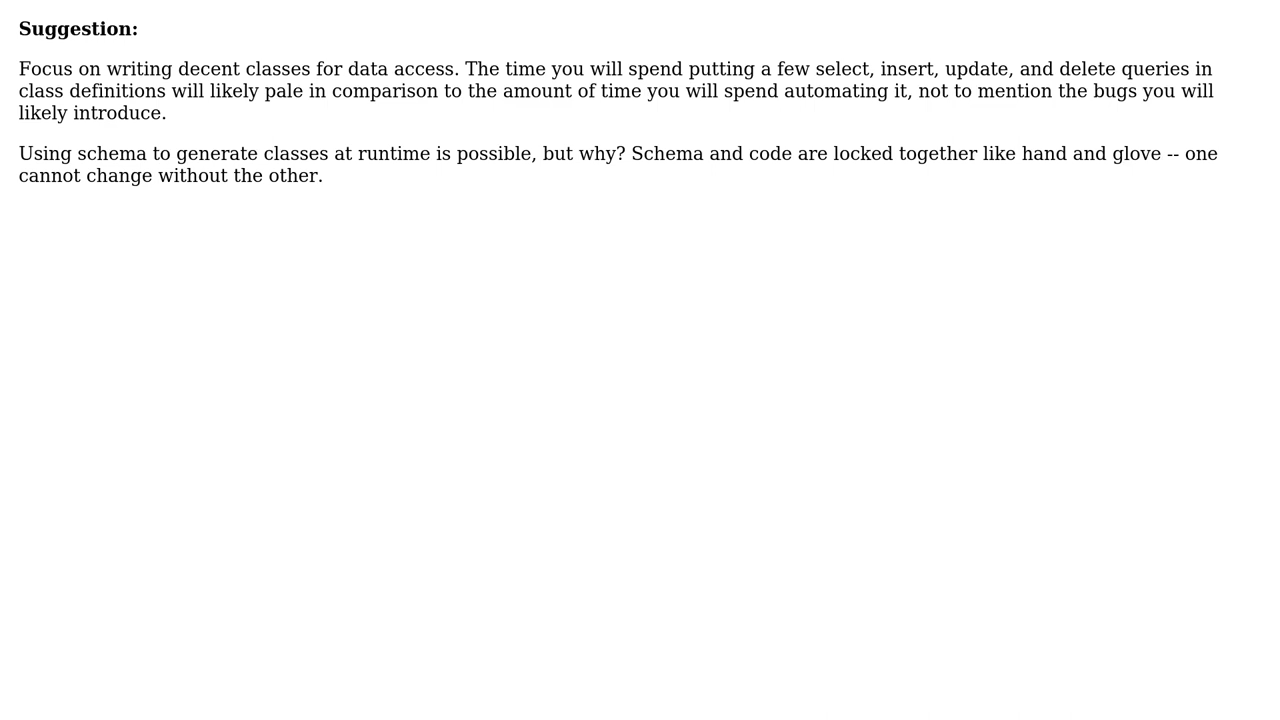 Suggestion:
Focus on writing decent classes for data access. The time you will spend putting a few select, insert, update, and delete queries in
class definitions will likely pale in comparison to the amount of time you will spend automating it, not to mention the bugs you will
likely introduce.
Using schema to generate classes at runtime is possible, but why? Schema and code are locked together like hand and glove -- one
cannot change without the other.